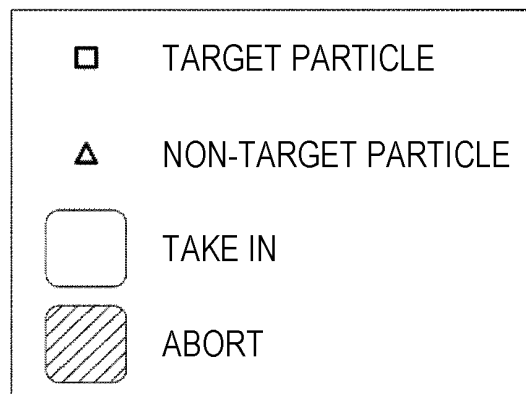 TARGET PARTICLE
NON-TARGET PARTICLE
TAKE IN
ABORT